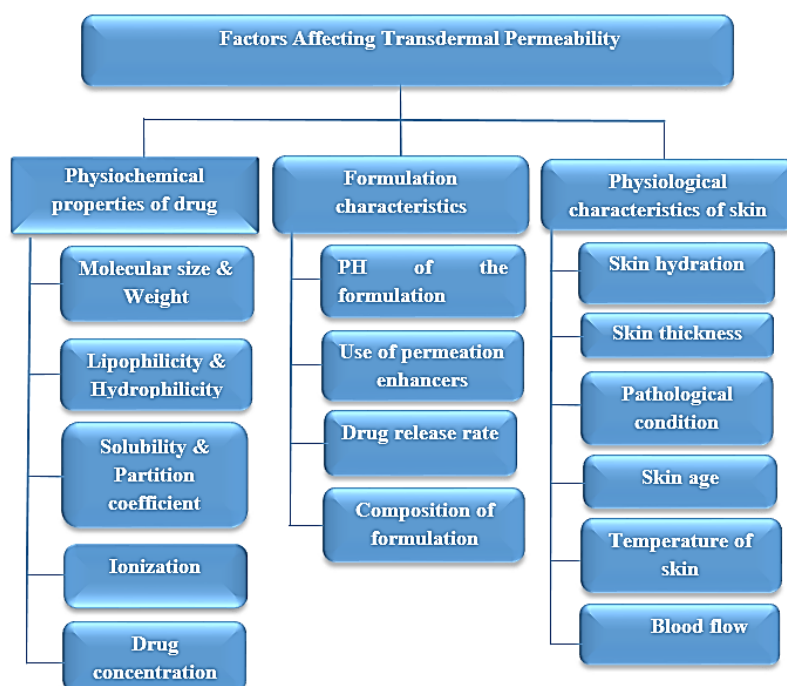 Factors Affecting Transdermal Permeability
Physiochemical
properties of drug
Molecular size &
Weight
Lipophilicity &
Hydrophilicity
Solubility &
Partition
coefficient
Ionization
Drug
concentration
Formulation
characteristics
PH of the
formulation
Use of permeation
enhancers
Drug release rate
Composition of
formulation
Physiological
characteristics of skin
Skin hydration
Skin thickness
Pathological
condition
Skin age
Temperature of
skin
Blood flow